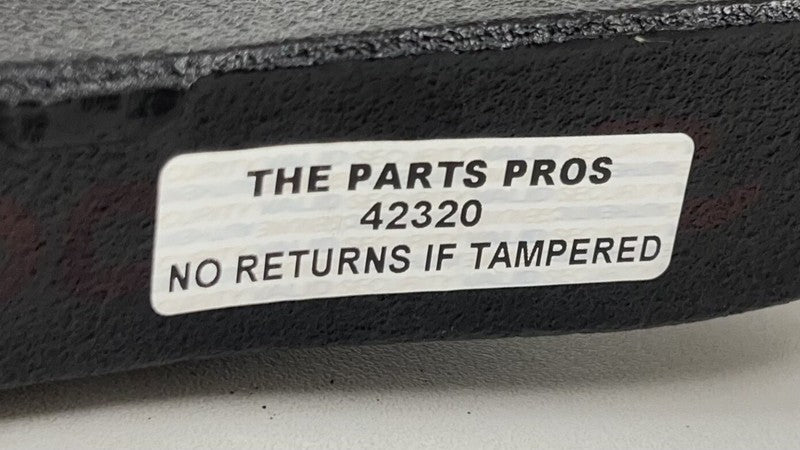 THE PARTS PROS
42320
NO RETURNS IF TAMPERED